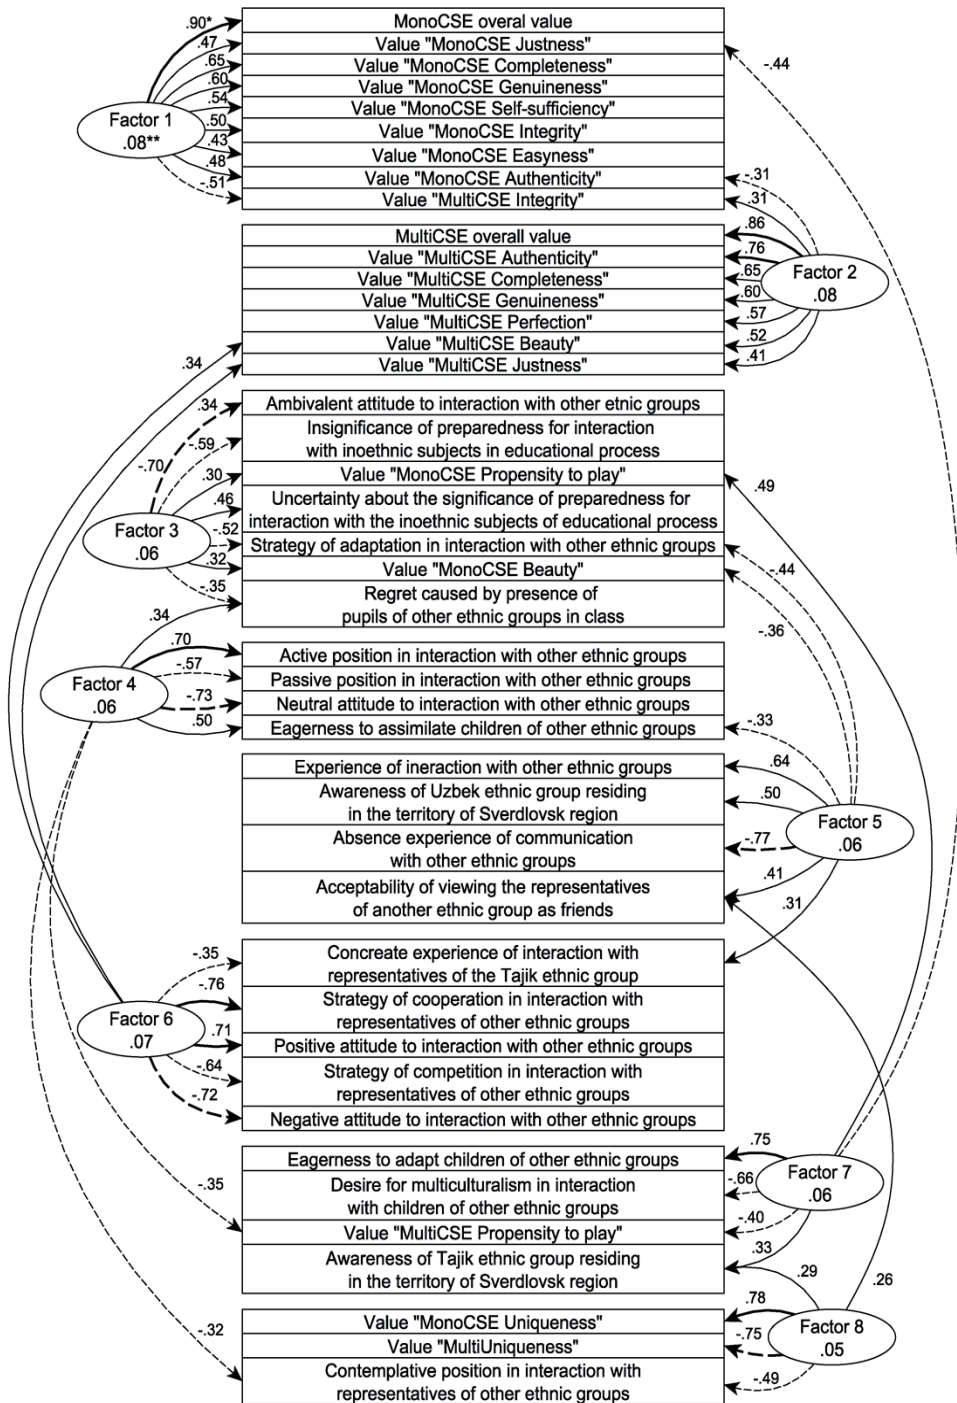 MonoCSE overal value
Value "MonoCSE Justness"
Value "MonoCSE Completeness"
Value "MonoCSE Genuineness"
Value "MonoCSE Self-sufficiency"
Value "MonoCSE Integrity"
Value "MonoCSE Easyness"
Value "MonoCSE Authenticity"
Value "MultiCSE Integrity"
.90*
.47
.65
.60
.54
.50
.43
.48
-.51
Factor 1
.08**
-.44
-.31
.31
MultiCSE overall value
Value "MultiCSE Authenticity"
Value "MultiCSE Completeness"
Value "MultiCSE Genuineness"
Value "MultiCSE Perfection"
Value "MultiCSE Beauty"
Value "MultiCSE Justness"
.86
.76
.65
.60
.57
.52
.41
Factor 2
.08
.34
Ambivalent attitude to interaction with other etnic groups
Insignificance of preparedness for interaction
with inoethnic subjects in educational process
Value "MonoCSE Propensity to play"
Uncertainty about the significance of preparedness for
interaction with the inoethnic subjects of educational process
Strategy of adaptation in interaction with other ethnic groups
Value "MonoCSE Beauty"
Regret caused by presence of
pupils of other ethnic groups in class
.34
-.70
-.59
.30
.46
-.52
.32
-.35
Factor 3
.06
.49
-.44
-.36
.34
Active position in interaction with other ethnic groups
Passive position in interaction with other ethnic groups
Neutral attitude to interaction with other ethnic groups
Eagerness to assimilate children of other ethnic groups
.70
-.57
-.73
.50
Factor 4
.06
-.33
Experience of ineraction with other ethnic groups
Awareness of Uzbek ethnic group residing
in the territory of Sverdlovsk region
Absence experience of communication
with other ethnic groups
Acceptability of viewing the representatives
of another ethnic group as friends
.64
.50
-.77
.41
.31
Factor 5
.06
Concreate experience of interaction with
representatives of the Tajik ethnic group
Strategy of cooperation in interaction with
representatives of other ethnic groups
Positive attitude to interaction with other ethnic groups
Strategy of competition in interaction with
representatives of other ethnic groups
Negative attitude to interaction with other ethnic groups
-.35
-.76
.71
-.64
-.72
Factor 6
.07
Eagerness to adapt children of other ethnic groups
Desire for multiculturalism in interaction
with children of other ethnic groups
Value "MultiCSE Propensity to play"
Awareness of Tajik ethnic group residing
in the territory of Sverdlovsk region
.75
-.66
-.40
.33
Factor 7
.06
-.35
.29
.26
Value "MonoCSE Uniqueness"
Value "MultiUniqueness"
Contemplative position in interaction with
representatives of other ethnic groups
.78
-.75
-.49
Factor 8
.05
-.32